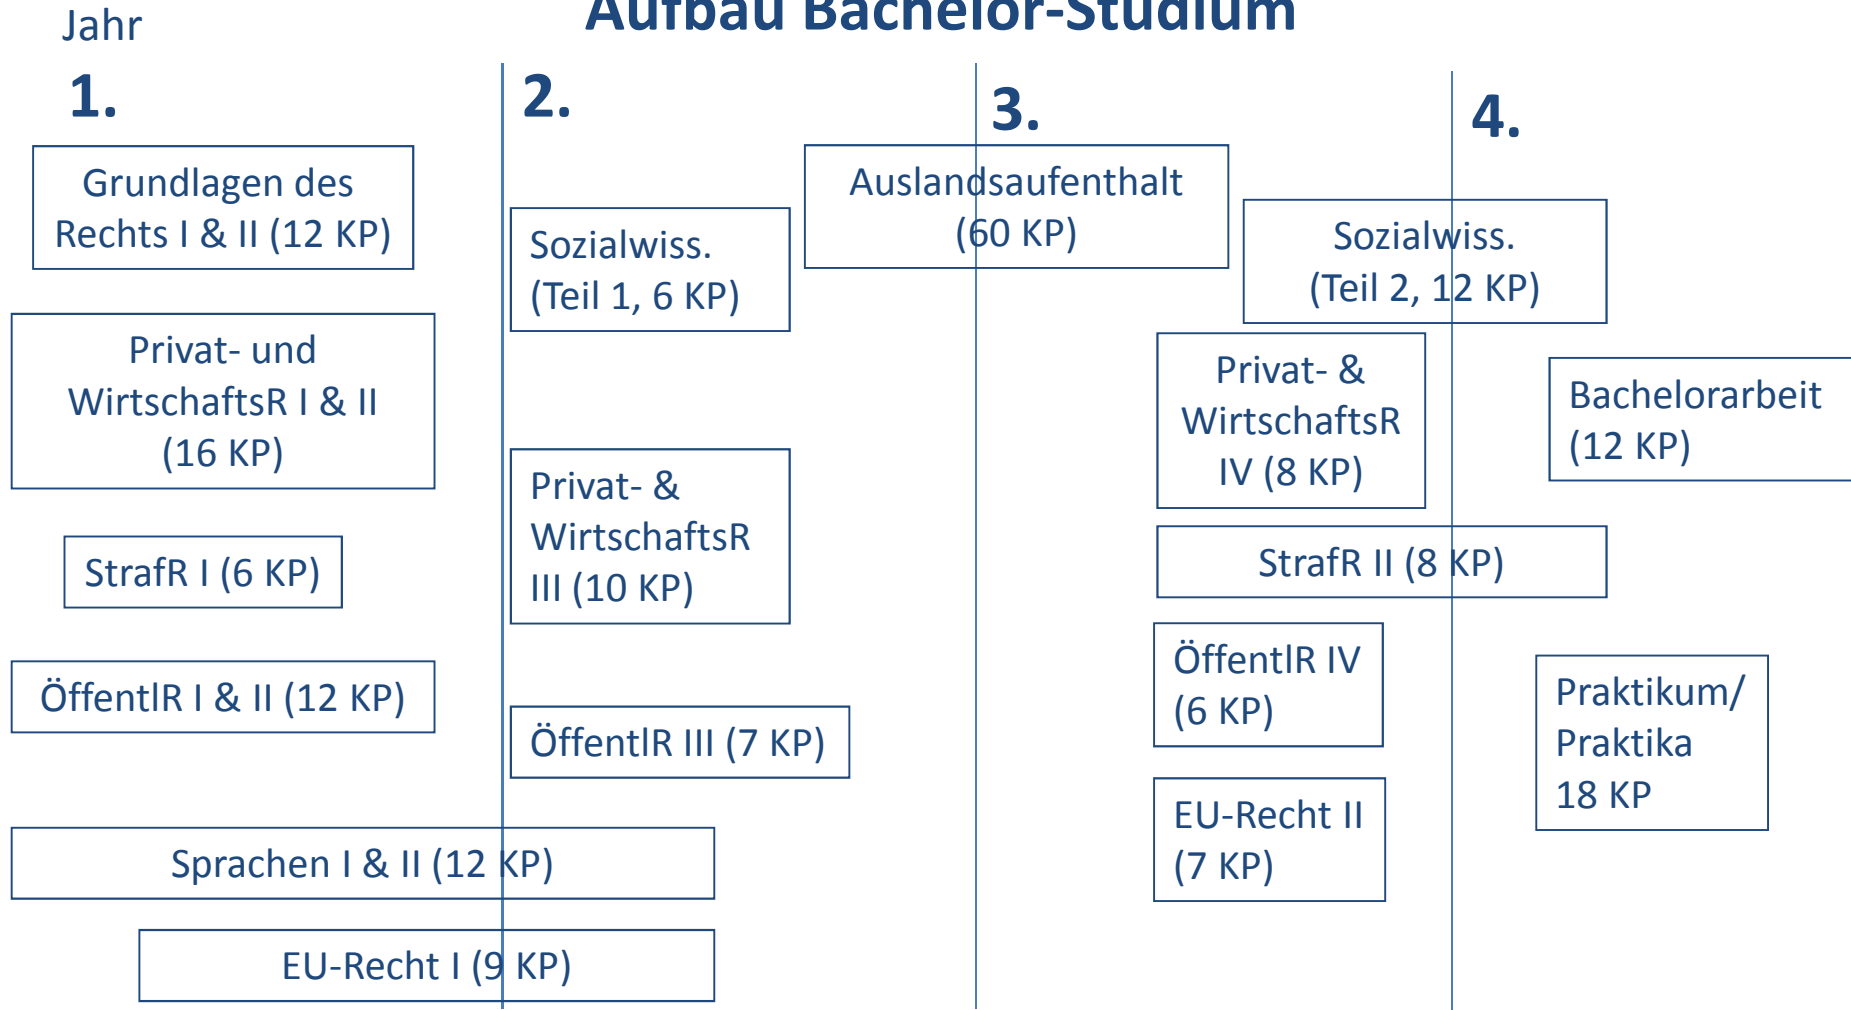 Aufbau Bachelor-Studium
Jahr
1.
Grundlagen des
Rechts I & II (12 KP)
Privat- und
WirtschaftsR I & II
(16 KP)
StrafR I (6 KP)
ÖffentlR I & II (12 KP)
Sprachen I & II (12 KP)
EU-Recht I (9 KP)
2.
Sozialwiss.
(Teil 1, 6 KP)
Privat- &
WirtschaftsR
III (10 KP)
ÖffentlR III (7 KP)
3.
Auslandsaufenthalt
(60 KP)
Privat- &
WirtschaftsR
IV (8 KP)
StrafR II (8 KP)
ÖffentlR IV
(6 KP)
EU-Recht II
(7 KP)
4.
Sozialwiss.
(Teil 2, 12 KP)
Bachelorarbeit
(12 KP)
Praktikum/
Praktika
18 KP